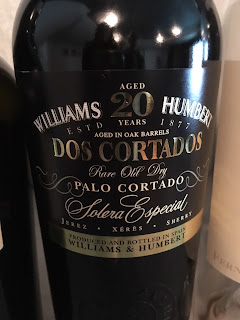 AGED
WILLIAMS 20 HUMBERT
ESTD YEARS 1877
AGED IN OAK BARRELS
DOS CORTADOS
Rare Old Dry
PALO CORTADO
Solera Especial
JEREZ - XÉRÈS - SHERRY
PRODUCED AND BOTTLED IN SPAIN
WILLIAMS & HUMBERT